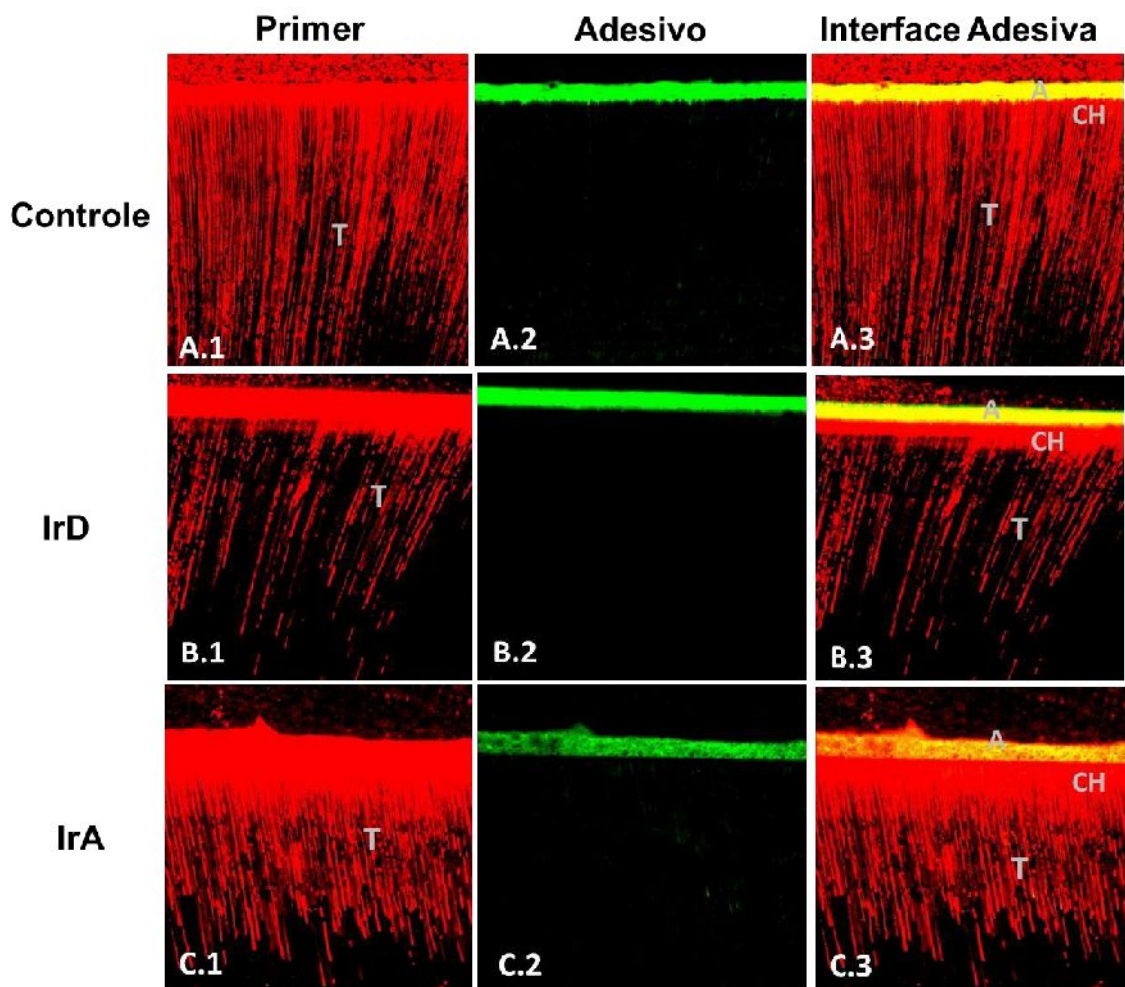 Primer Adesivo Interface Adesiva
Controle
T
A.1
A.2
A
CH
T
A.3
IrD
T
B.1
B.2
A
CH
T
B.3
IrA
T
C.1
C.2
A
CH
T
C.3